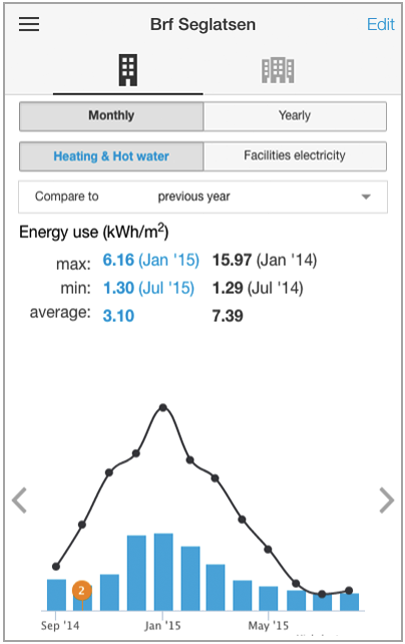 Brf Seglatsen Edit
Monthly Yearly
Heating & Hot water Facilities electricity
Compare to previous year
Energy use (kWh/m²)
max: 6.16 (Jan '15) 15.97 (Jan '14)
min: 1.30 (Jul '15) 1.29 (Jul '14)
average: 3.10 7.39
2
Sep '14 Jan '15 May '15